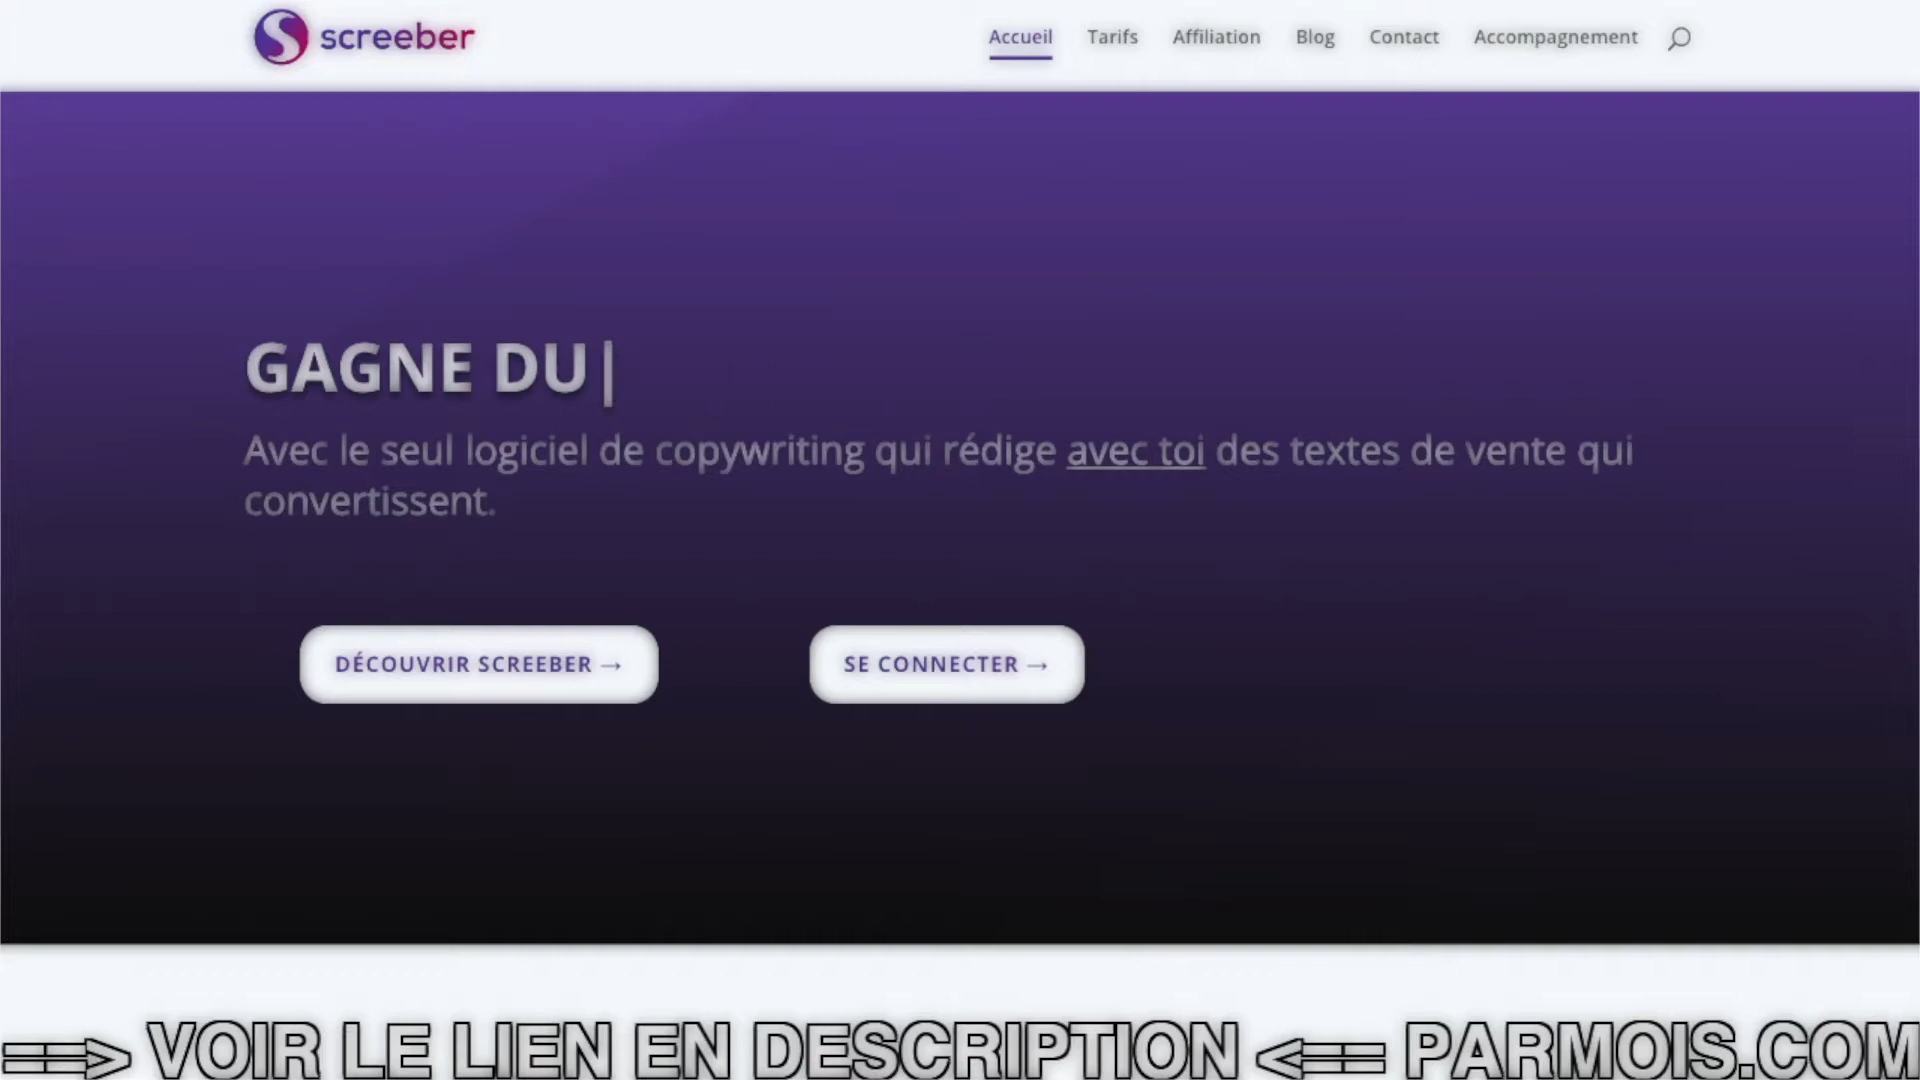 screeber
Accueil Tarifs Affiliation Blog Contact Accompagnement
GAGNE DU|
Avec le seul logiciel de copywriting qui rédige avec toi des textes de vente qui
convertissent.
DÉCOUVRIR SCREEBER → SE CONNECTER →
==> VOIR LE LIEN EN DESCRIPTION <== PARMOIS.COM